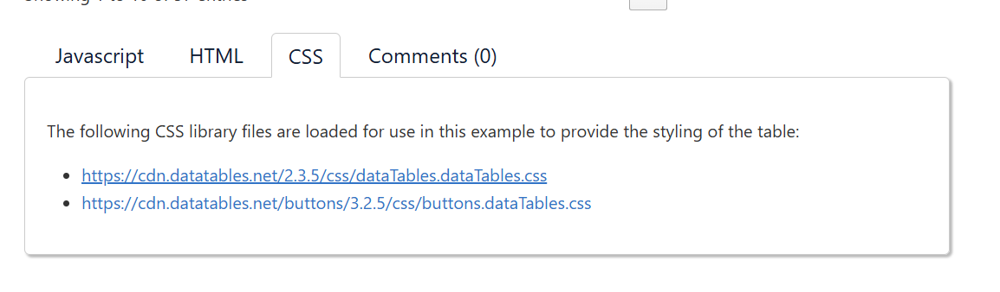 Javascript HTML CSS Comments (0)
The following CSS library files are loaded for use in this example to provide the styling of the table:
• https://cdn.datatables.net/2.3.5/css/dataTables.dataTables.css
• https://cdn.datatables.net/buttons/3.2.5/css/buttons.dataTables.css